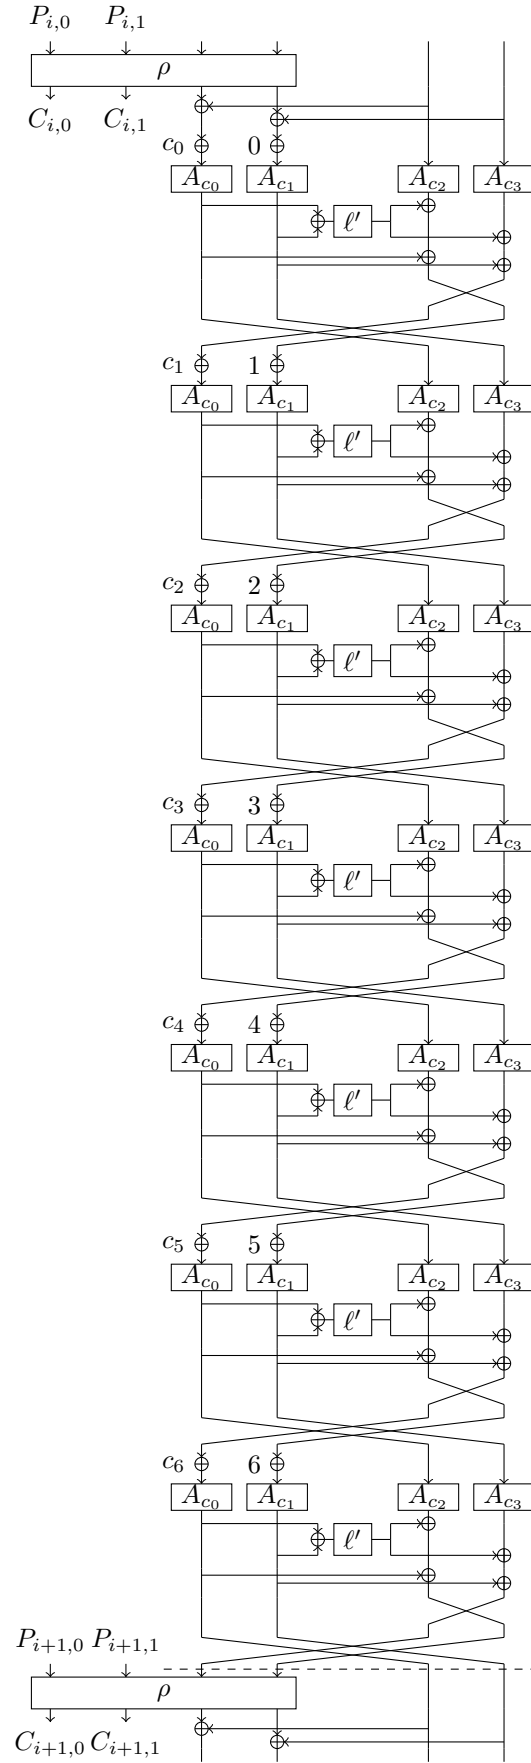 P_{i,0} P_{i,1}
ρ
C_{i,0} C_{i,1}
c_0 0
A_{c_0} A_{c_1} A_{c_2} A_{c_3}
ℓ′
c_1 1
A_{c_0} A_{c_1} A_{c_2} A_{c_3}
ℓ′
c_2 2
A_{c_0} A_{c_1} A_{c_2} A_{c_3}
ℓ′
c_3 3
A_{c_0} A_{c_1} A_{c_2} A_{c_3}
ℓ′
c_4 4
A_{c_0} A_{c_1} A_{c_2} A_{c_3}
ℓ′
c_5 5
A_{c_0} A_{c_1} A_{c_2} A_{c_3}
ℓ′
c_6 6
A_{c_0} A_{c_1} A_{c_2} A_{c_3}
ℓ′
P_{i+1,0} P_{i+1,1}
ρ
C_{i+1,0} C_{i+1,1}